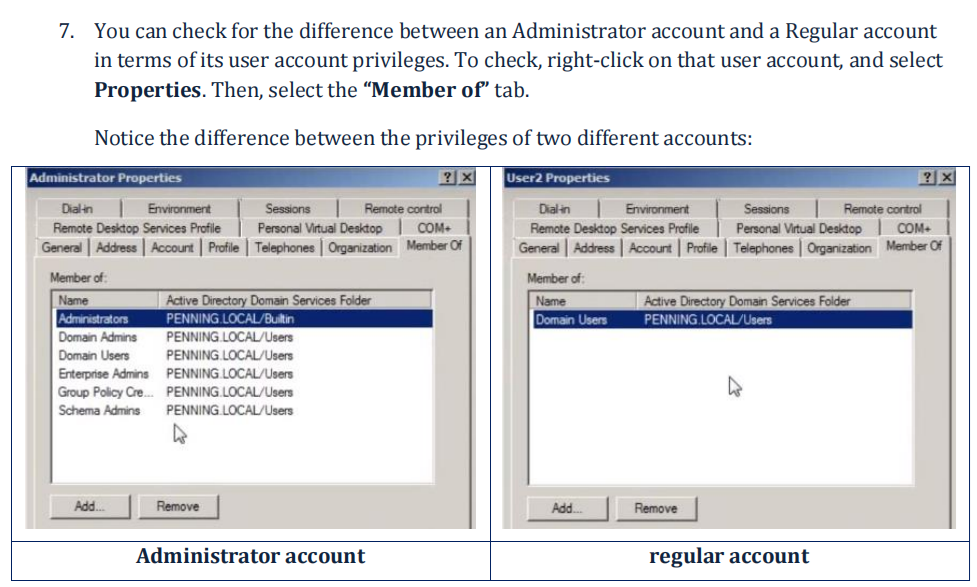 7. You can check for the difference between an Administrator account and a Regular account
in terms of its user account privileges. To check, right-click on that user account, and select
Properties. Then, select the “Member of” tab.
Notice the difference between the privileges of two different accounts:
Administrator Properties
Dial-in Environment Sessions Remote control
Remote Desktop Services Profile Personal Virtual Desktop COM+
General Address Account Profile Telephones Organization Member Of
Member of:
Name Active Directory Domain Services Folder
Administrators PENNING.LOCAL/Builtin
Domain Admins PENNING.LOCAL/Users
Domain Users PENNING.LOCAL/Users
Enterprise Admins PENNING.LOCAL/Users
Group Policy Cre... PENNING.LOCAL/Users
Schema Admins PENNING.LOCAL/Users
Add... Remove
Administrator account
User2 Properties
Dial-in Environment Sessions Remote control
Remote Desktop Services Profile Personal Virtual Desktop COM+
General Address Account Profile Telephones Organization Member Of
Member of:
Name Active Directory Domain Services Folder
Domain Users PENNING.LOCAL/Users
Add... Remove
regular account